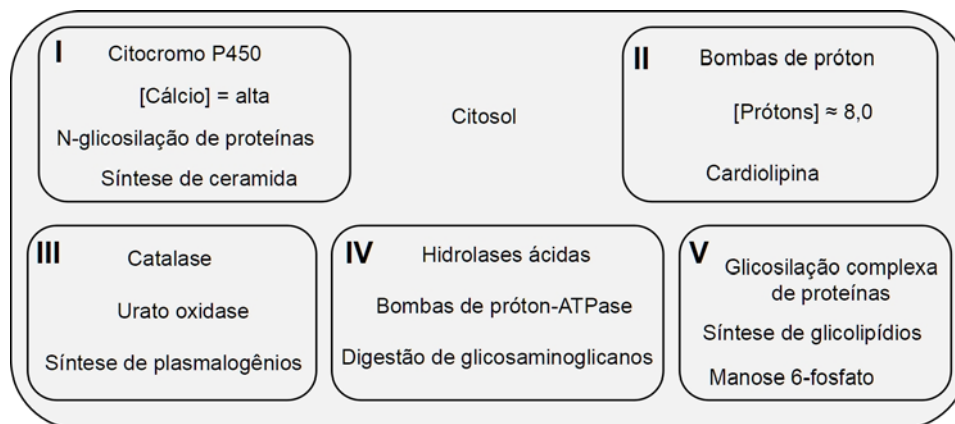 I
Citocromo P450
[Cálcio] = alta
N-glicosilação de proteínas
Síntese de ceramida
Citosol
II
Bombas de próton
[Prótons] ≈ 8,0
Cardiolipina
III
Catalase
Urato oxidase
Síntese de plasmalogênios
IV
Hidrolases ácidas
Bombas de próton-ATPase
Digestão de glicosaminoglicanos
V
Glicosilação complexa
de proteínas
Síntese de glicolipídios
Manose 6-fosfato